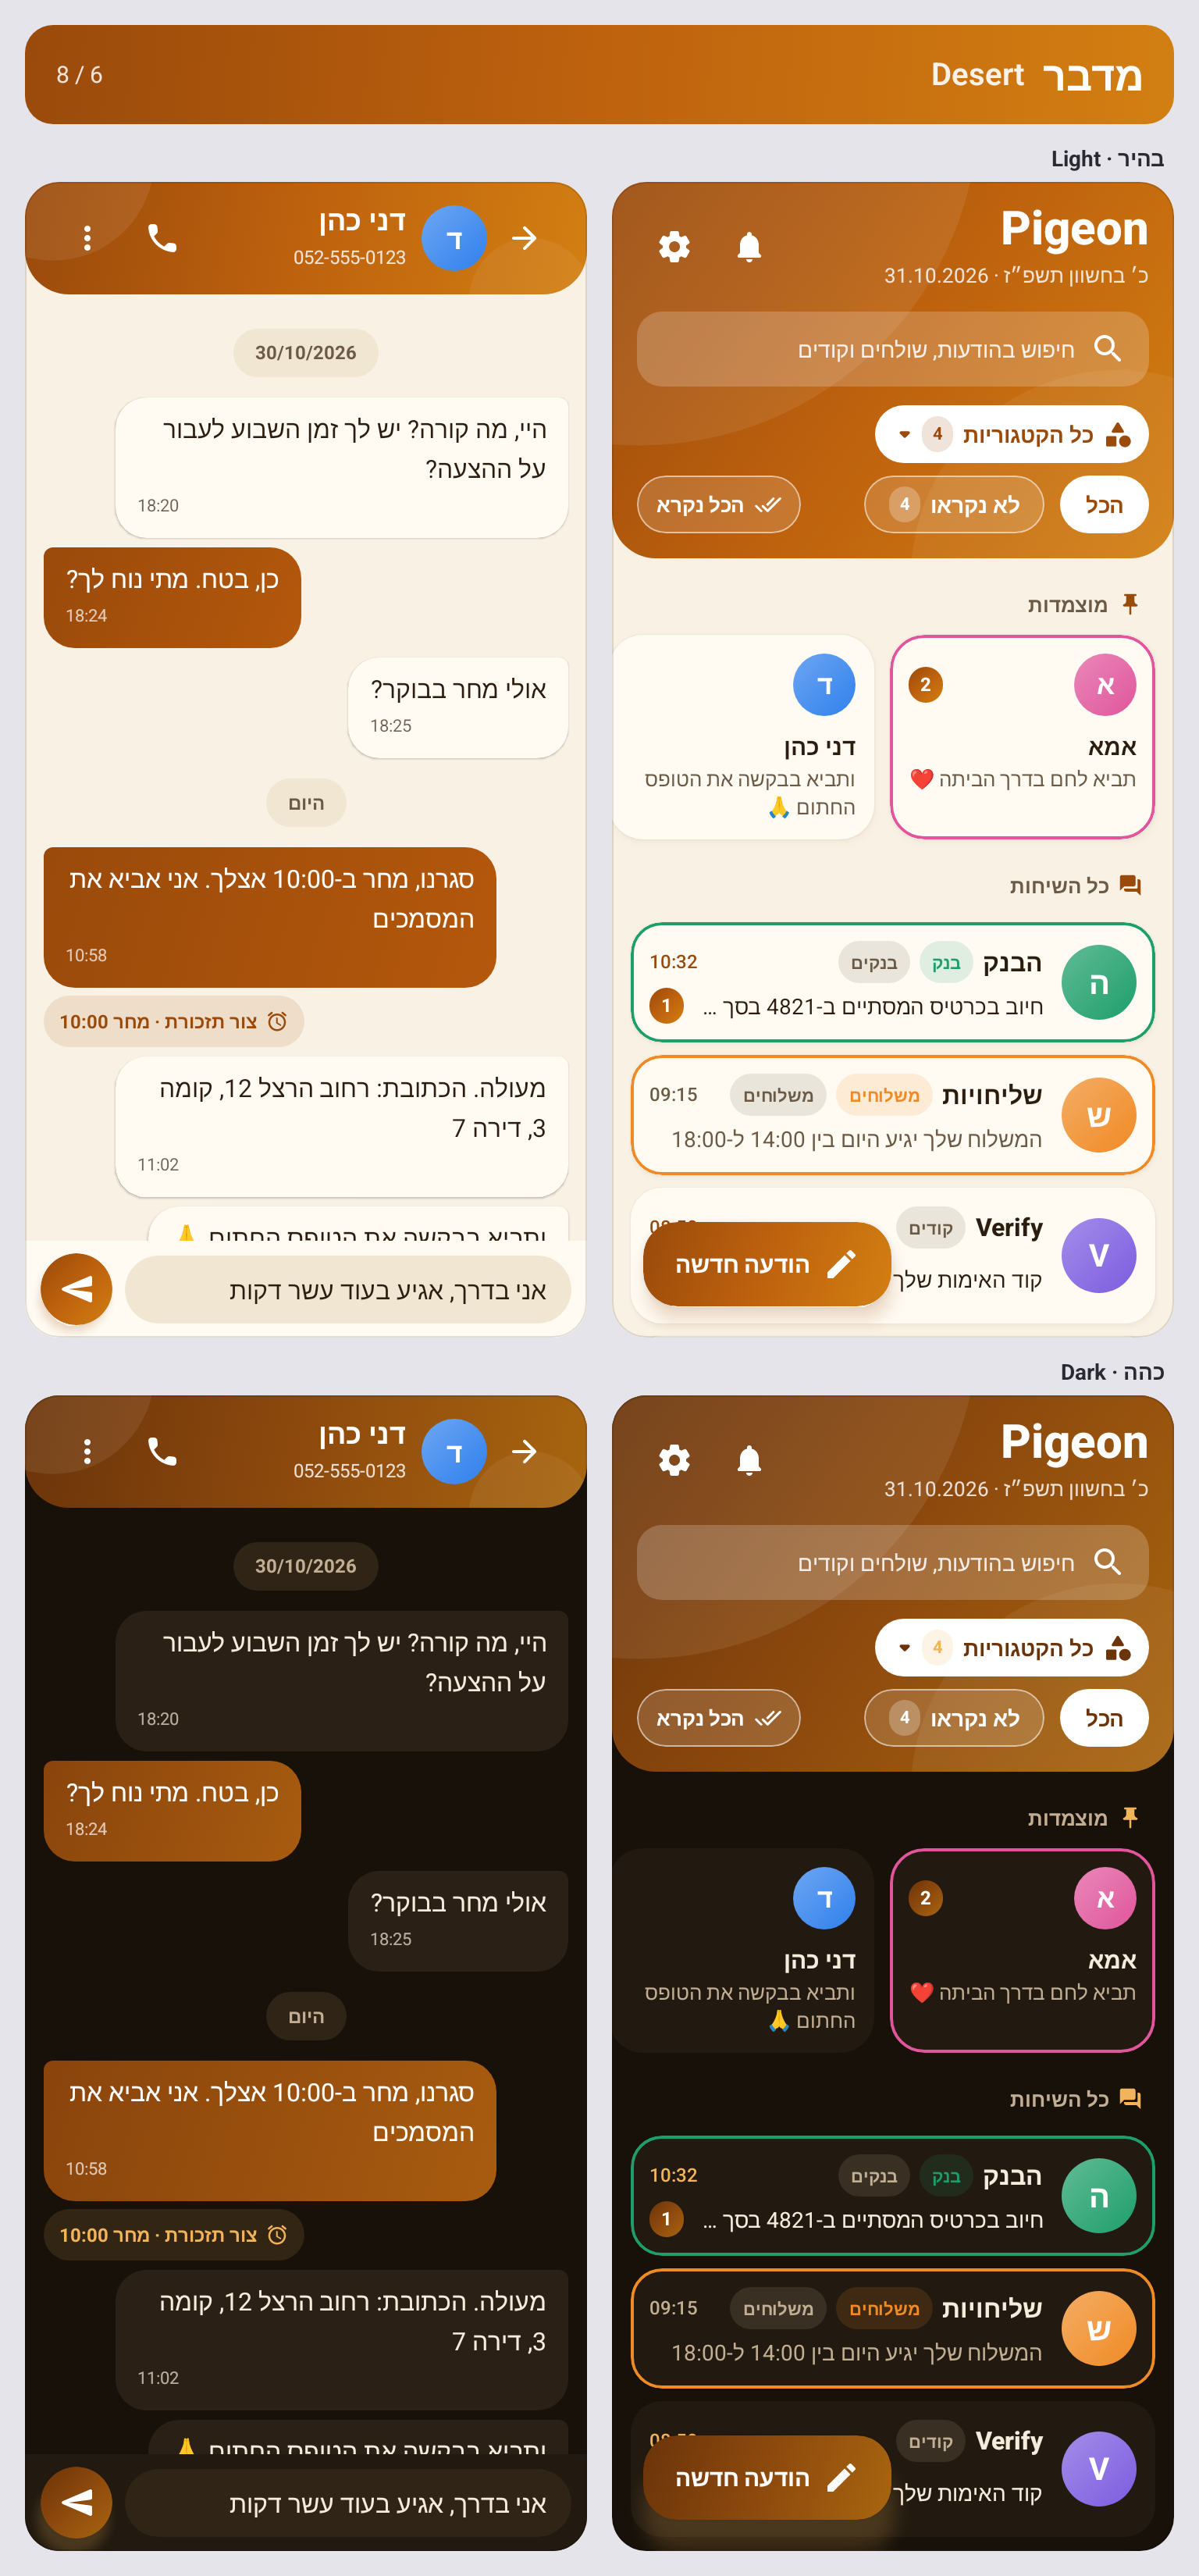 מדבר Desert
8 / 6
בהיר · Light
Pigeon
כ׳ בחשוון תשפ״ז · 31.10.2026
חיפוש בהודעות, שולחים וקודים
כל הקטגוריות 4
הכל
לא נקראו 4
הכל נקרא
מוצמדות
א
2
אמא
תביא לחם בדרך הביתה ❤️
ד
דני כהן
ותביא בבקשה את הטופס
החתום 🙏
כל השיחות
ה
הבנק בנק בנקים 10:32
חיוב בכרטיס המסתיים ב-4821 בסך ...
1
ש
שליחויות משלוחים משלוחים 09:15
המשלוח שלך יגיע היום בין 14:00 ל-18:00
V
Verify קודים
קוד האימות שלך
הודעה חדשה
ד
דני כהן
052-555-0123
30/10/2026
היי, מה קורה? יש לך זמן השבוע לעבור
על ההצעה?
18:20
כן, בטח. מתי נוח לך?
18:24
אולי מחר בבוקר?
18:25
היום
סגרנו, מחר ב-10:00 אצלך. אני אביא את
המסמכים
10:58
צור תזכורת · מחר 10:00
מעולה. הכתובת: רחוב הרצל 12, קומה
3, דירה 7
11:02
ותביא בבקשה את הטופס החתום 🙏
אני בדרך, אגיע בעוד עשר דקות
כהה · Dark
Pigeon
כ׳ בחשוון תשפ״ז · 31.10.2026
חיפוש בהודעות, שולחים וקודים
כל הקטגוריות 4
הכל
לא נקראו 4
הכל נקרא
מוצמדות
א
2
אמא
תביא לחם בדרך הביתה ❤️
ד
דני כהן
ותביא בבקשה את הטופס
החתום 🙏
כל השיחות
ה
הבנק בנק בנקים 10:32
חיוב בכרטיס המסתיים ב-4821 בסך ...
1
ש
שליחויות משלוחים משלוחים 09:15
המשלוח שלך יגיע היום בין 14:00 ל-18:00
V
Verify קודים
קוד האימות שלך
הודעה חדשה
ד
דני כהן
052-555-0123
30/10/2026
היי, מה קורה? יש לך זמן השבוע לעבור
על ההצעה?
18:20
כן, בטח. מתי נוח לך?
18:24
אולי מחר בבוקר?
18:25
היום
סגרנו, מחר ב-10:00 אצלך. אני אביא את
המסמכים
10:58
צור תזכורת · מחר 10:00
מעולה. הכתובת: רחוב הרצל 12, קומה
3, דירה 7
11:02
ותביא בבקשה את הטופס החתום 🙏
אני בדרך, אגיע בעוד עשר דקות